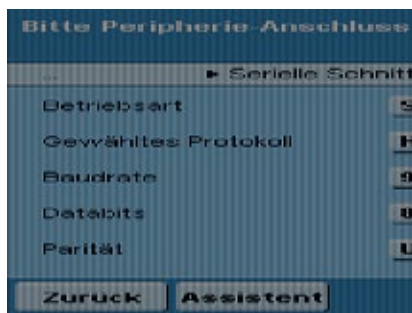 Bitte Peripherie-Anschluss
... ► Serielle Schnitt
Betriebsart
Gewähltes Protokoll
Baudrate
Databits
Parität
Zurück Assistent